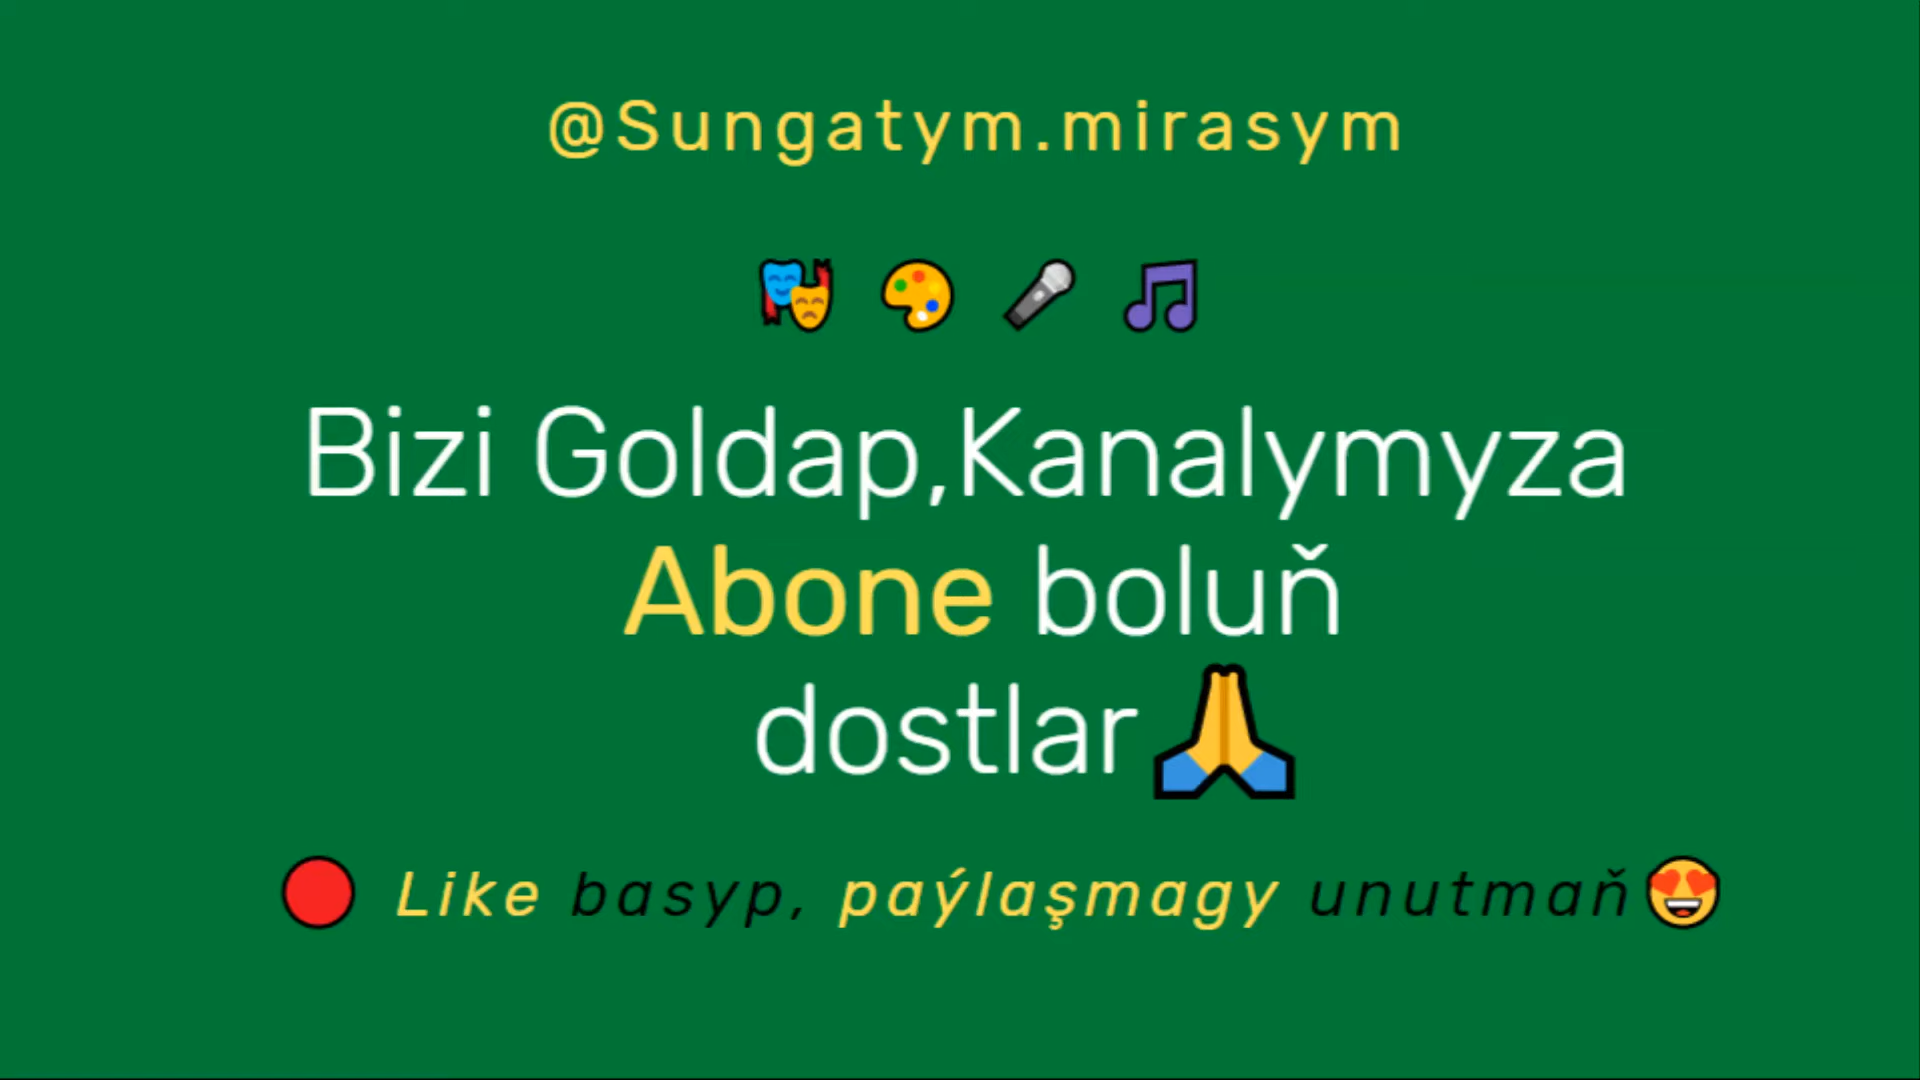 @Sungatym.mirasym
🎭 🎨 🎤 🎵
Bizi Goldap,Kanalymyza
Abone boluň
dostlar🙏
🔴 Like basyp, paýlaşmagy unutmaň😍